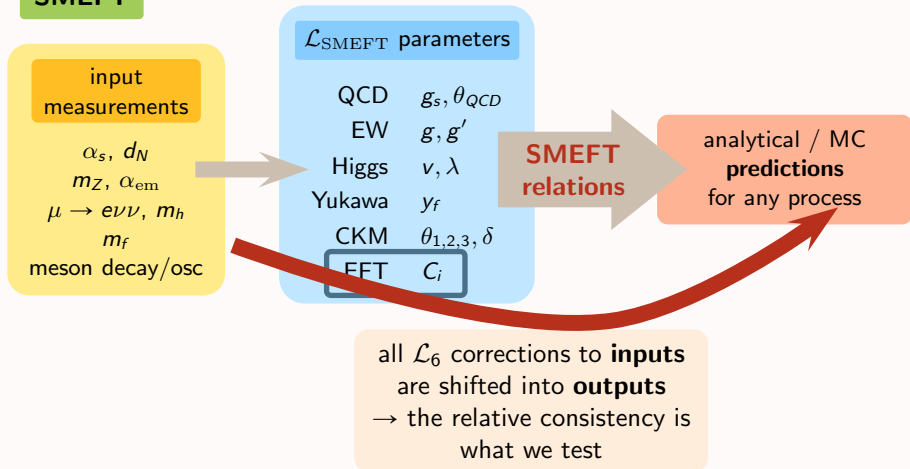 SMEFT
input
measurements
αs, dN
mZ, αem
μ → eνν, mh
mf
meson decay/osc
ℒSMEFT parameters
QCD gs, θQCD
EW g, g′
Higgs v, λ
Yukawa yf
CKM θ1,2,3, δ
EFT Ci
SMEFT
relations
analytical / MC
predictions
for any process
all ℒ6 corrections to inputs
are shifted into outputs
→ the relative consistency is
what we test